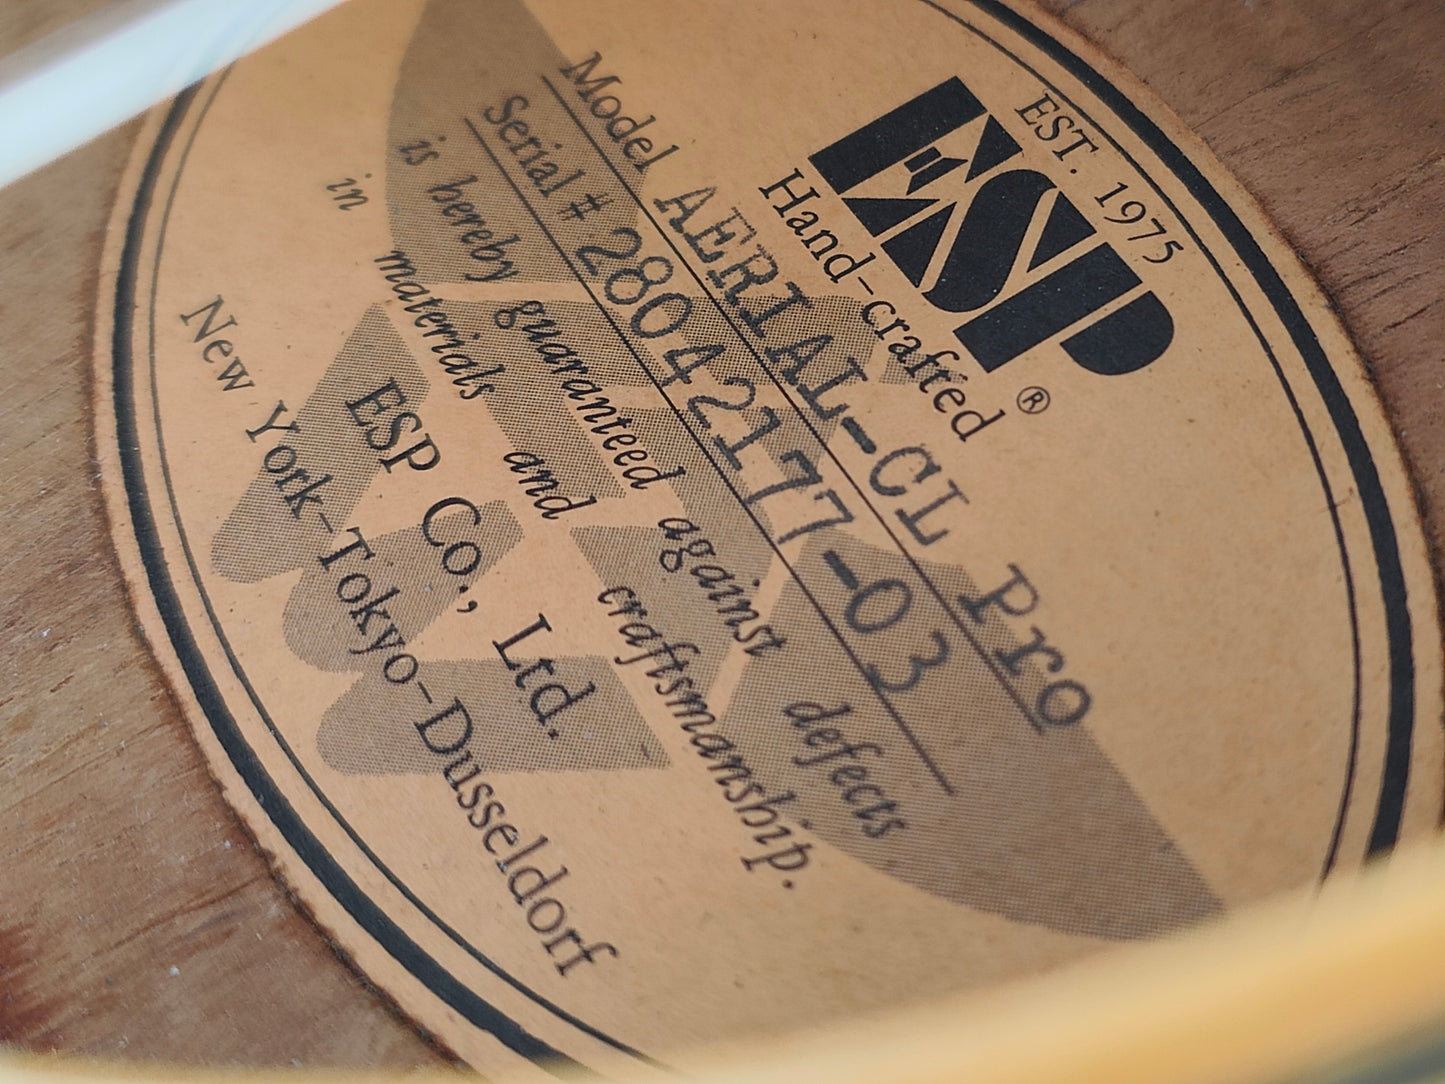 EST. 1975
ESP®
Hand-crafted
Model AERIAL-CL Pro
Serial # 28042177-03
is hereby guaranteed against defects
in materials and craftsmanship.
ESP Co., Ltd.
New York-Tokyo-Dusseldorf